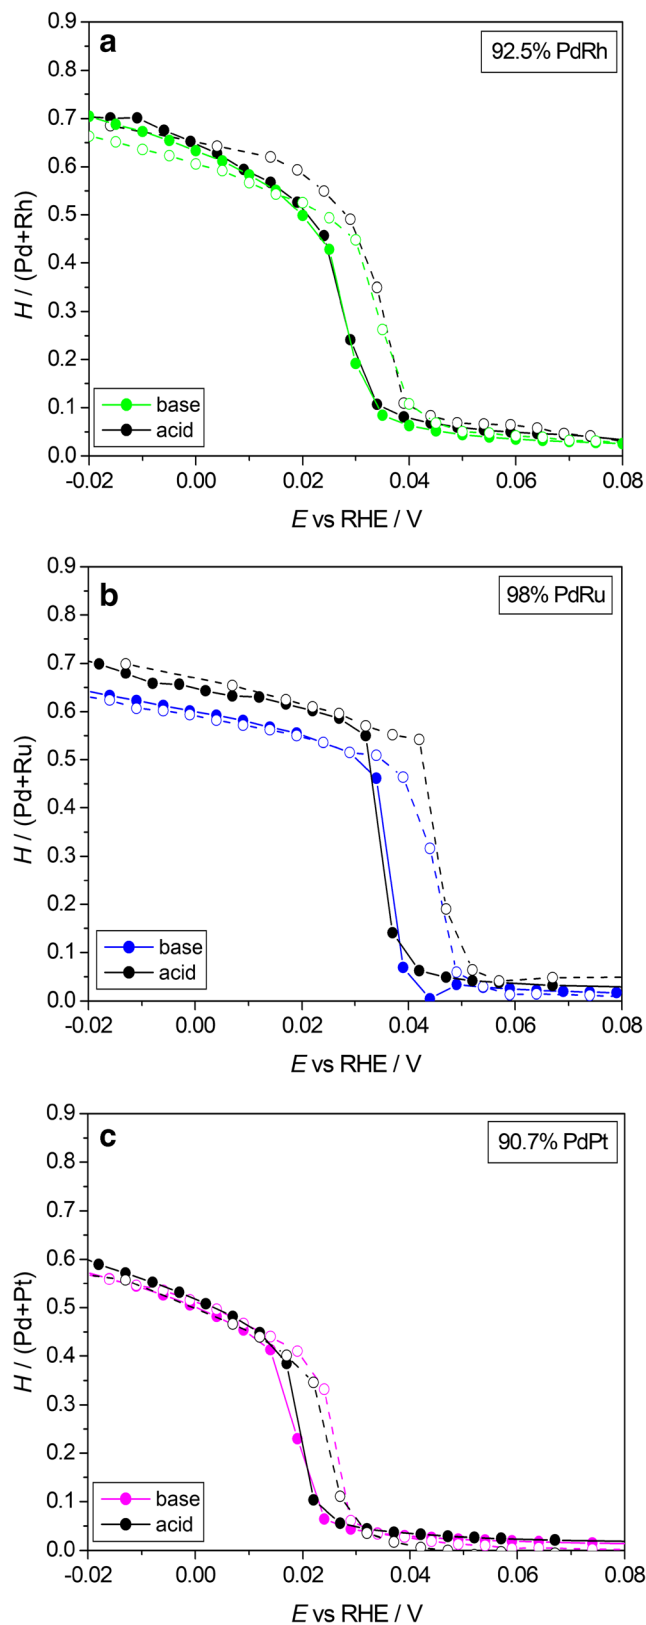 a
92.5% PdRh
0.9
0.8
0.7
0.6
0.5
0.4
0.3
0.2
0.1
0.0
H / (Pd+Rh)
base
acid
-0.02 0.00 0.02 0.04 0.06 0.08
E vs RHE / V
b
98% PdRu
0.9
0.8
0.7
0.6
0.5
0.4
0.3
0.2
0.1
0.0
H / (Pd+Ru)
base
acid
-0.02 0.00 0.02 0.04 0.06 0.08
E vs RHE / V
c
90.7% PdPt
0.9
0.8
0.7
0.6
0.5
0.4
0.3
0.2
0.1
0.0
H / (Pd+Pt)
base
acid
-0.02 0.00 0.02 0.04 0.06 0.08
E vs RHE / V